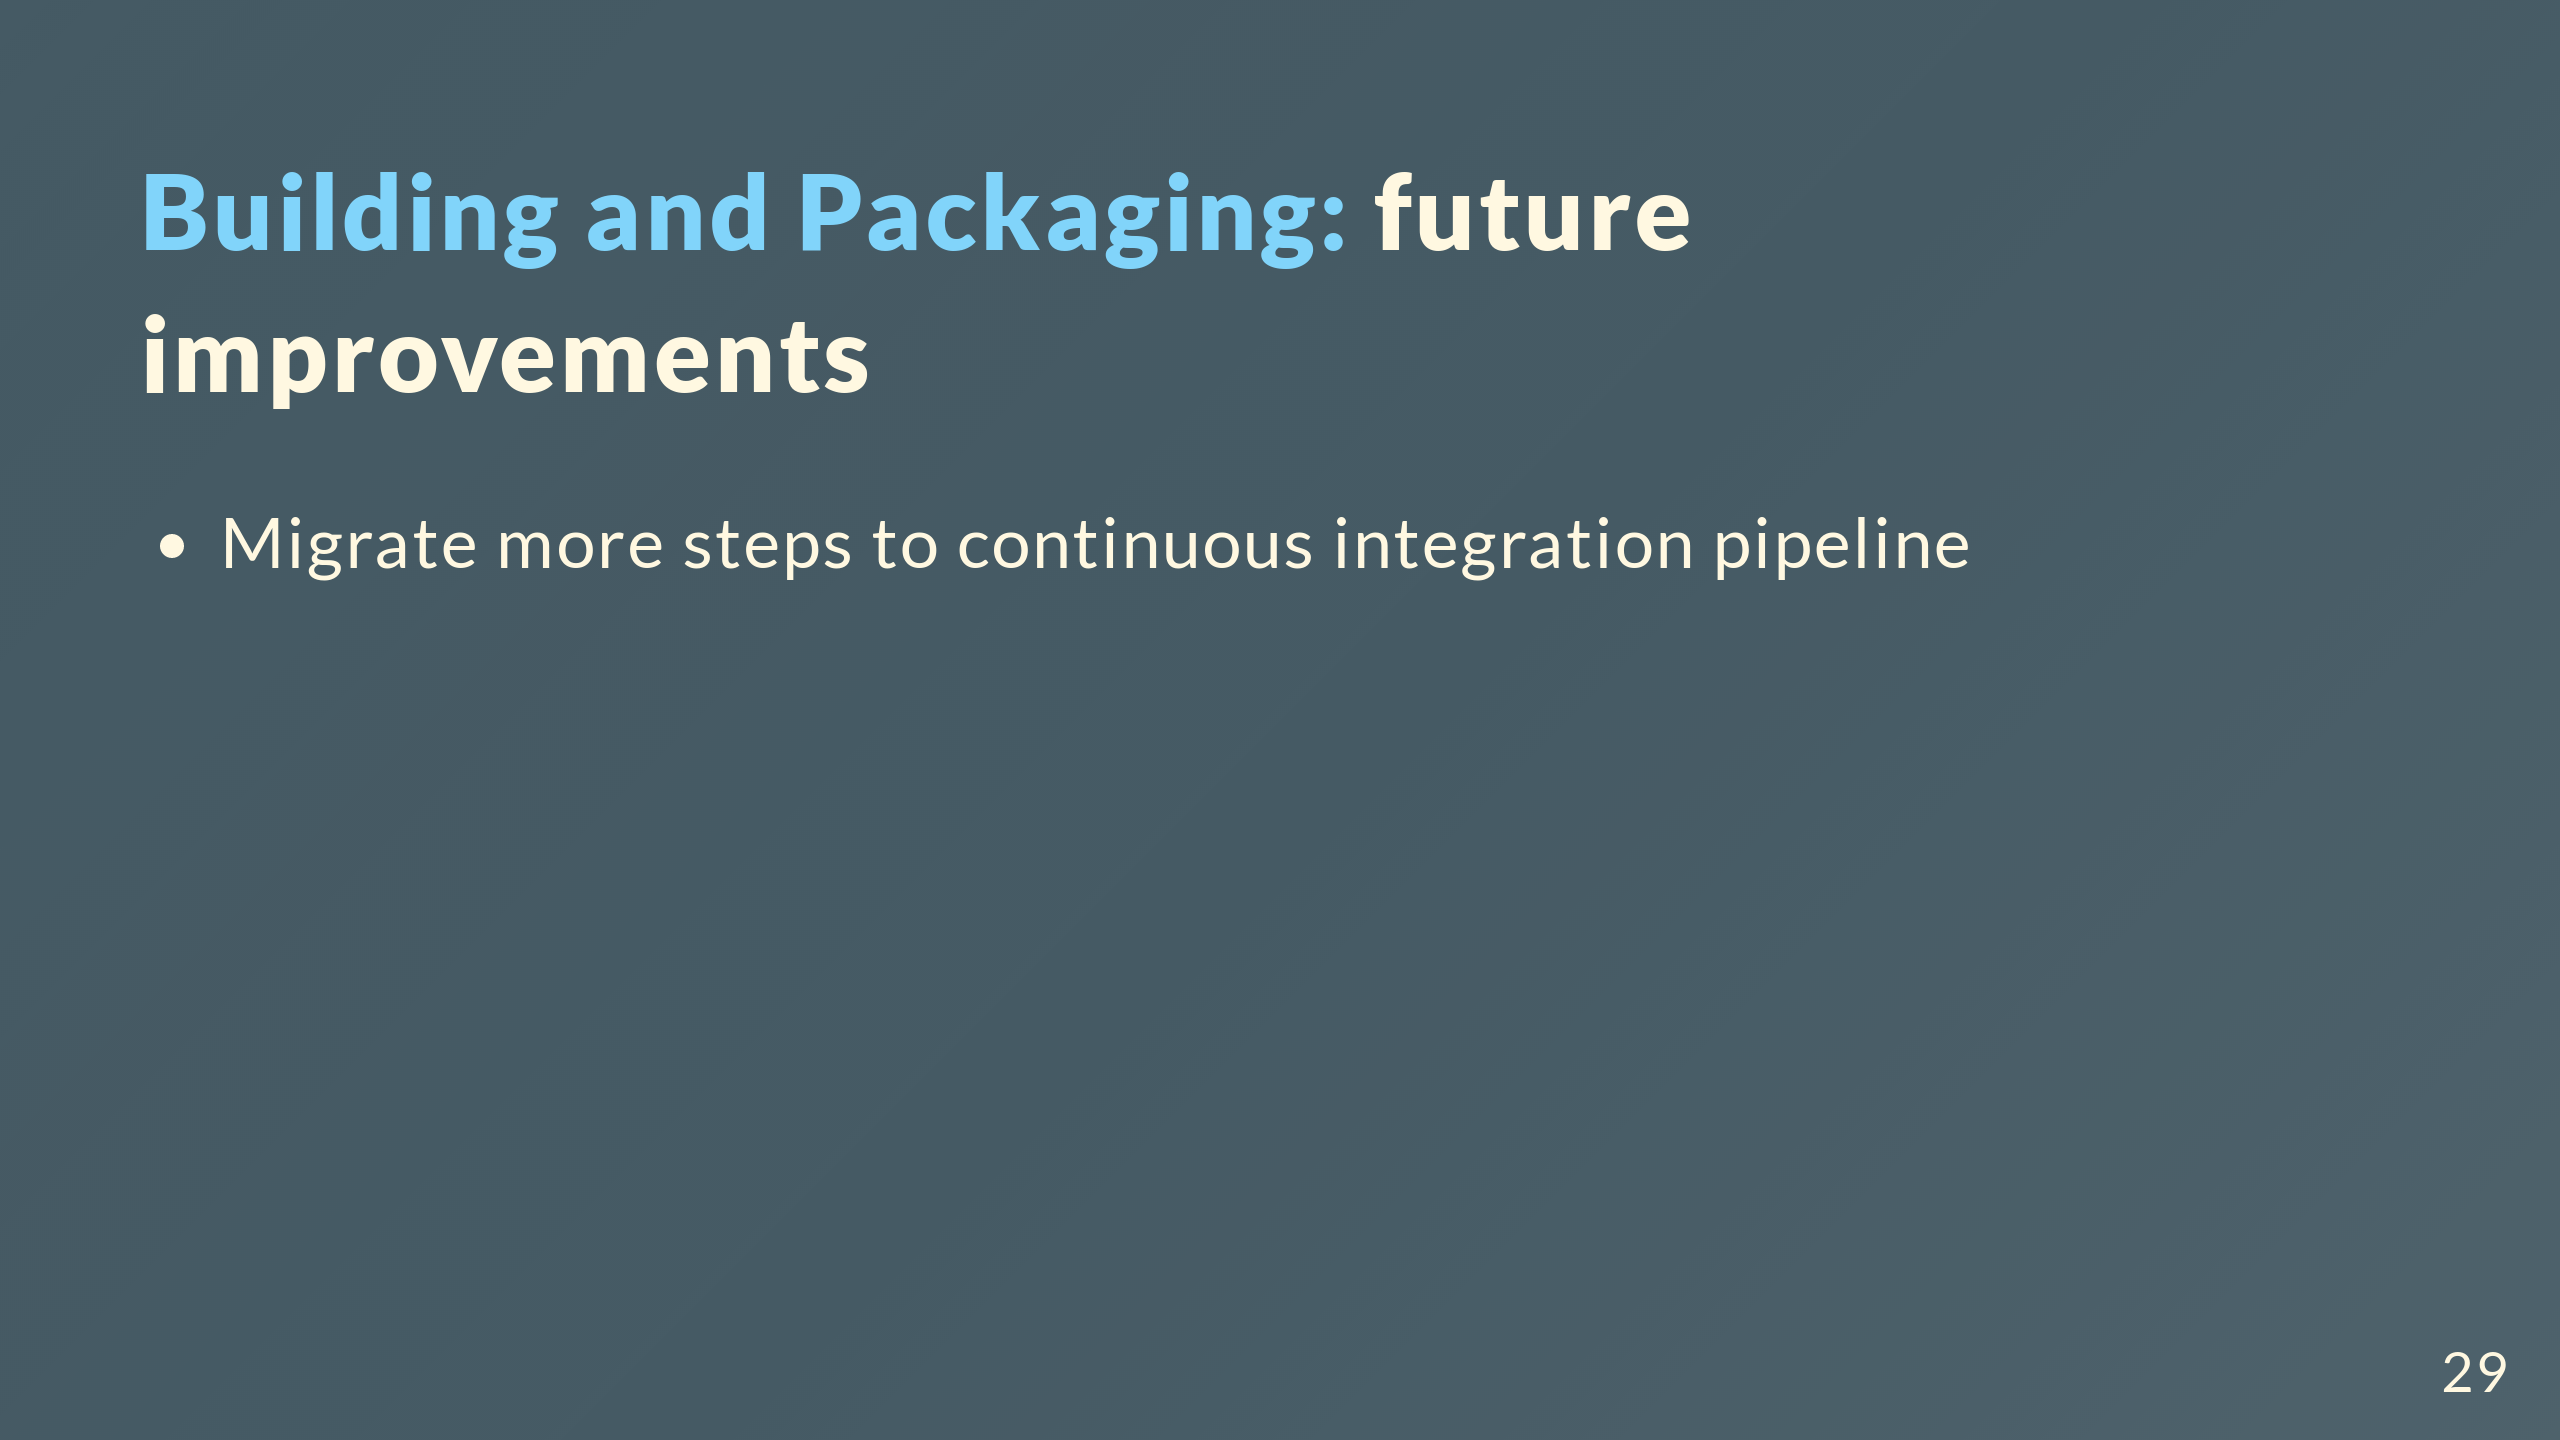 Building and Packaging: future
improvements
• Migrate more steps to continuous integration pipeline
29